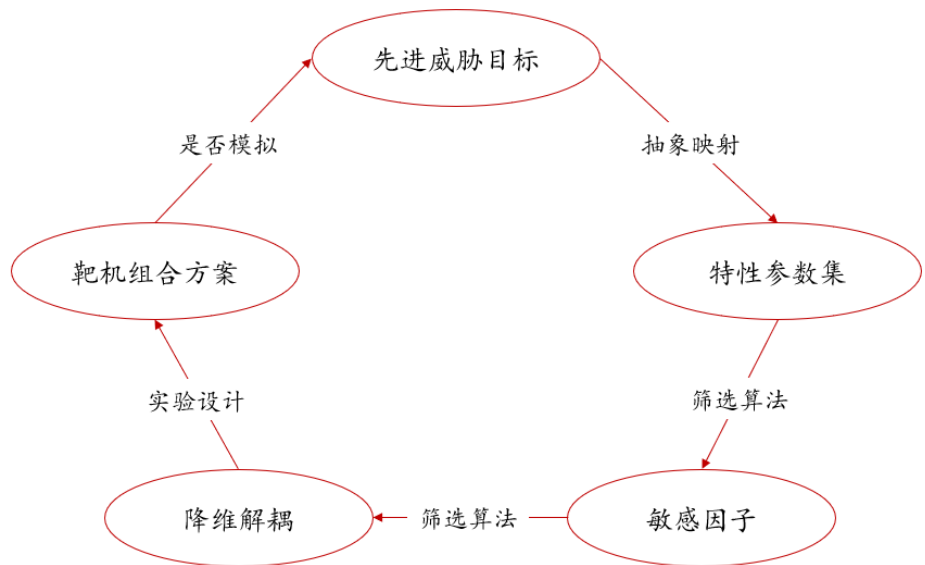 先进威胁目标
是否模拟
抽象映射
靶机组合方案
特性参数集
实验设计
筛选算法
降维解耦
筛选算法
敏感因子